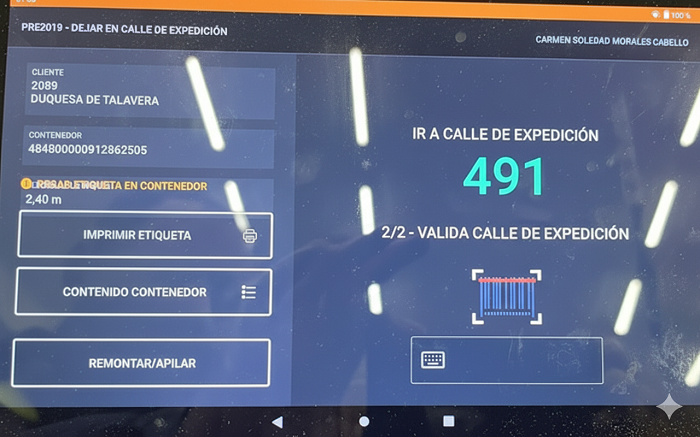 100 %
PRE2019 - DEJAR EN CALLE DE EXPEDICIÓN
CARMEN SOLEDAD MORALES CABELLO
CLIENTE
2089
DUQUESA DE TALAVERA
CONTENEDOR
484800000912862505
ETIQUETA EN CONTENEDOR
2,40 m
IMPRIMIR ETIQUETA
CONTENIDO CONTENEDOR
REMONTAR/APILAR
IR A CALLE DE EXPEDICIÓN
491
2/2 - VALIDA CALLE DE EXPEDICIÓN